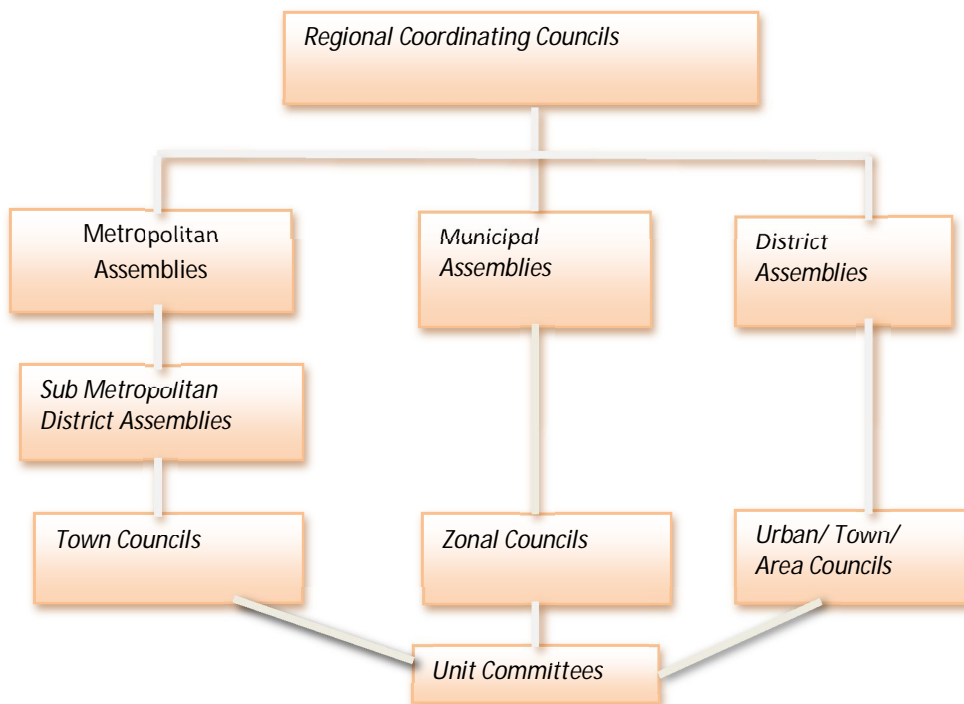 Regional Coordinating Councils
Metropolitan
Assemblies
Municipal
Assemblies
District
Assemblies
Sub Metropolitan
District Assemblies
Town Councils
Zonal Councils
Urban/ Town/
Area Councils
Unit Committees